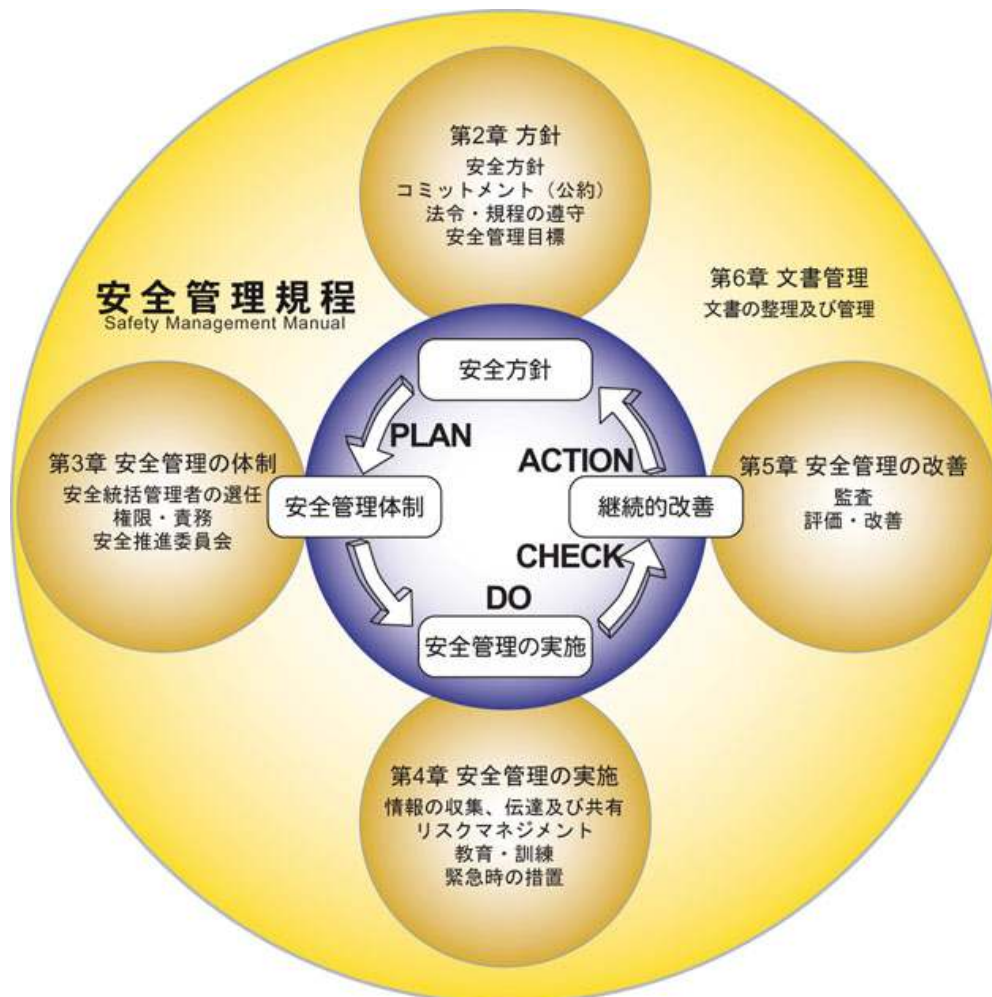 第2章 方針
安全方針
コミットメント（公約）
法令・規程の遵守
安全管理目標
安全管理規程
Safety Management Manual
第6章 文書管理
文書の整理及び管理
安全方針
PLAN
ACTION
第3章 安全管理の体制
安全統括管理者の選任
権限・責務
安全推進委員会
安全管理体制
継続的改善
第5章 安全管理の改善
監査
評価・改善
CHECK
DO
安全管理の実施
第4章 安全管理の実施
情報の収集、伝達及び共有
リスクマネジメント
教育・訓練
緊急時の措置